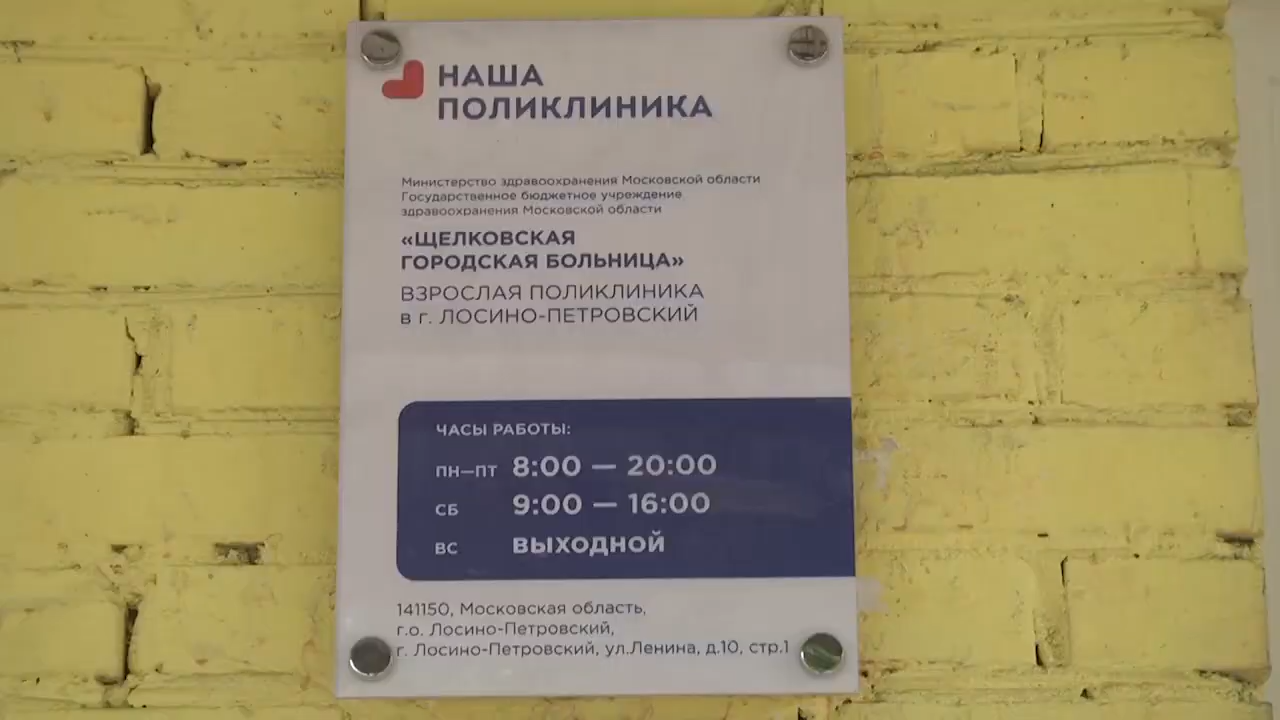 НАША
ПОЛИКЛИНИКА
Министерство здравоохранения Московской области
Государственное бюджетное учреждение
здравоохранения Московской области
«ЩЕЛКОВСКАЯ
ГОРОДСКАЯ БОЛЬНИЦА»
ВЗРОСЛАЯ ПОЛИКЛИНИКА
в г. ЛОСИНО-ПЕТРОВСКИЙ
ЧАСЫ РАБОТЫ:
ПН—ПТ 8:00 — 20:00
СБ 9:00 — 16:00
ВС ВЫХОДНОЙ
141150, Московская область,
г.о. Лосино-Петровский,
г. Лосино-Петровский, ул.Ленина, д.10, стр.1